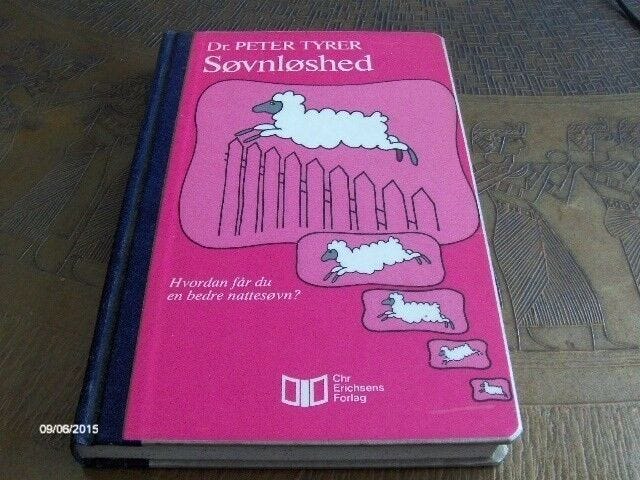 Dr. PETER TYRER
Søvnløshed
Hvordan får du
en bedre nattesøvn?
Chr
Erichsens
Forlag
09/06/2015